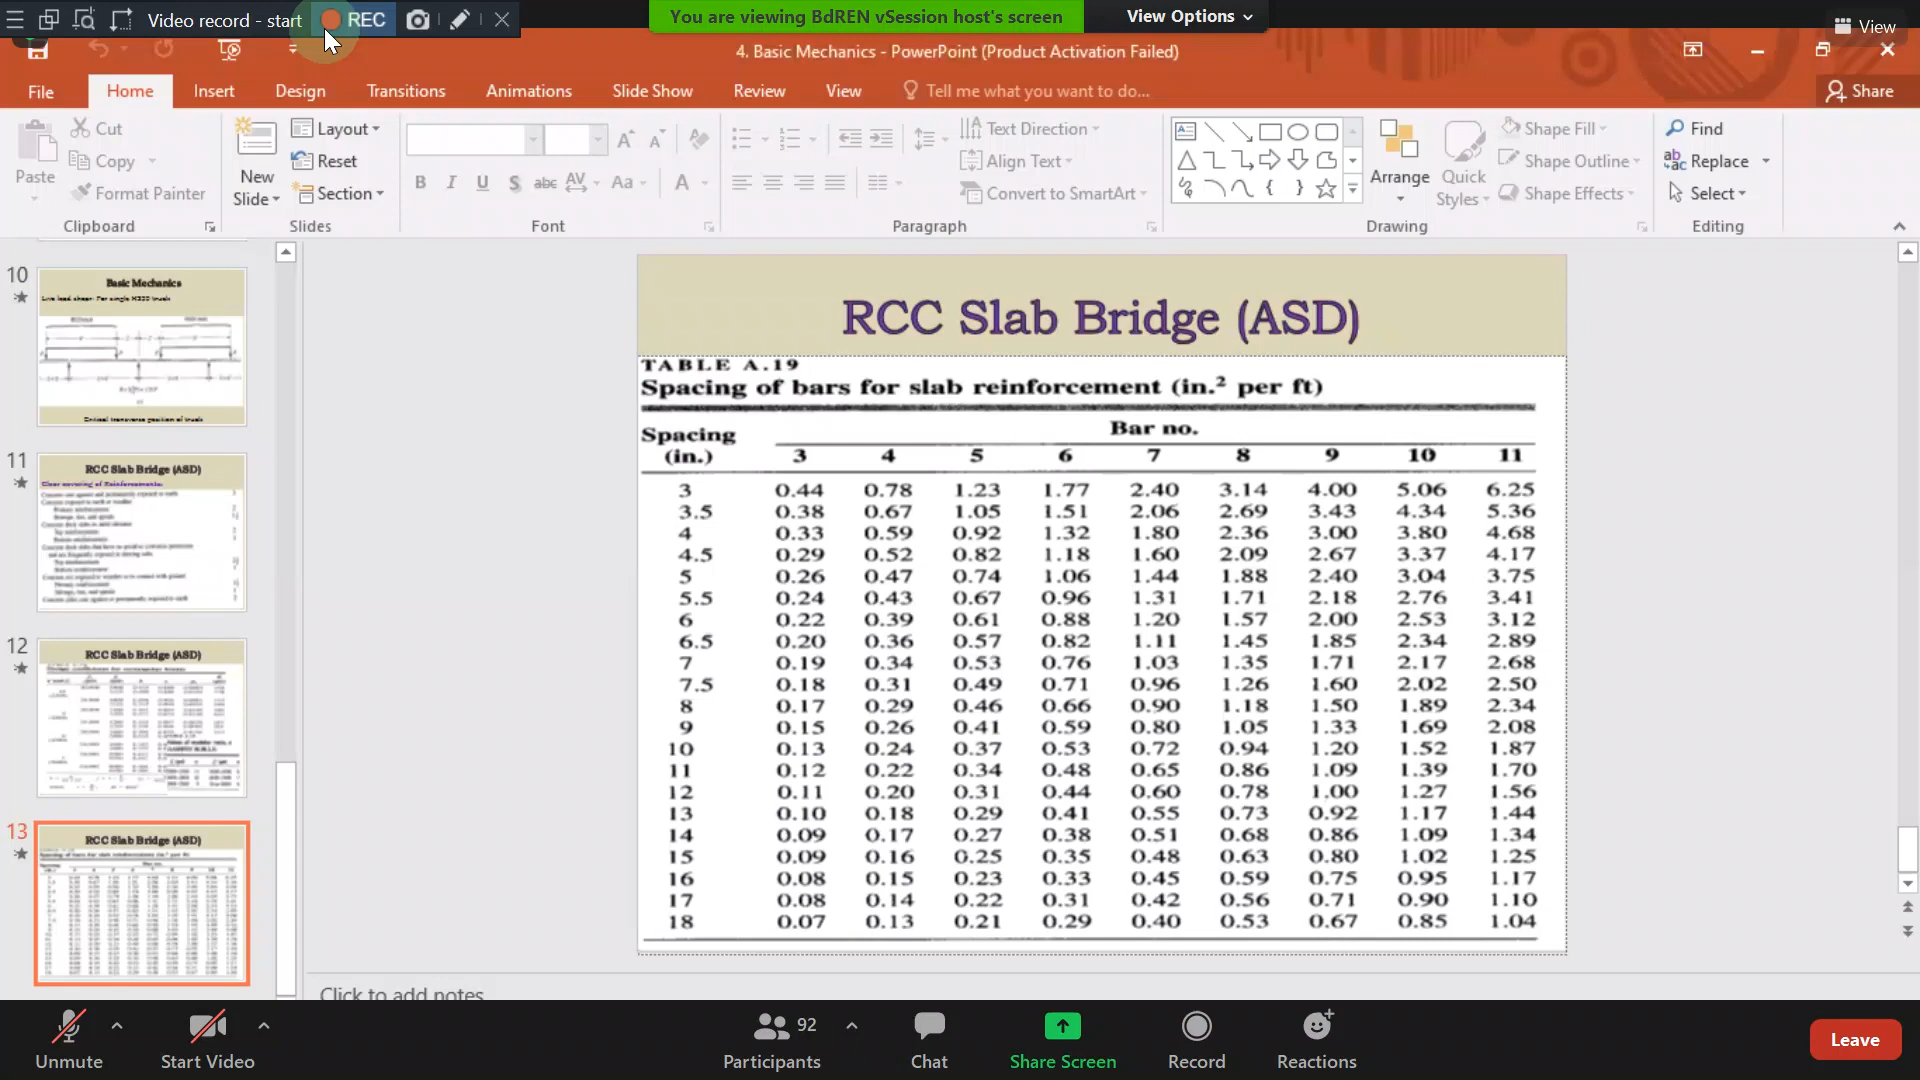 Video record - start REC
You are viewing BdREN vSession host's screen View Options
View
4. Basic Mechanics - PowerPoint (Product Activation Failed)
File Home Insert Design Transitions Animations Slide Show Review View Tell me what you want to do... Share
Paste
Cut
Copy
Format Painter
Clipboard
New
Slide
Layout
Reset
Section
Slides
B I U S abc AV Aa A
Font
Text Direction
Align Text
Convert to SmartArt
Paragraph
Arrange
Quick
Styles
Shape Fill
Shape Outline
Shape Effects
Drawing
Find
Replace
Select
Editing
10
Basic Mechanics
Critical transverse position of truck
11
RCC Slab Bridge (ASD)
Clear covering of Reinforcements:
12
RCC Slab Bridge (ASD)
13
RCC Slab Bridge (ASD)
RCC Slab Bridge (ASD)
TABLE A.19
Spacing of bars for slab reinforcement (in.² per ft)
Spacing Bar no.
(in.) 3 4 5 6 7 8 9 10 11
3 0.44 0.78 1.23 1.77 2.40 3.14 4.00 5.06 6.25
3.5 0.38 0.67 1.05 1.51 2.06 2.69 3.43 4.34 5.36
4 0.33 0.59 0.92 1.32 1.80 2.36 3.00 3.80 4.68
4.5 0.29 0.52 0.82 1.18 1.60 2.09 2.67 3.37 4.17
5 0.26 0.47 0.74 1.06 1.44 1.88 2.40 3.04 3.75
5.5 0.24 0.43 0.67 0.96 1.31 1.71 2.18 2.76 3.41
6 0.22 0.39 0.61 0.88 1.20 1.57 2.00 2.53 3.12
6.5 0.20 0.36 0.57 0.82 1.11 1.45 1.85 2.34 2.89
7 0.19 0.34 0.53 0.76 1.03 1.35 1.71 2.17 2.68
7.5 0.18 0.31 0.49 0.71 0.96 1.26 1.60 2.02 2.50
8 0.17 0.29 0.46 0.66 0.90 1.18 1.50 1.89 2.34
9 0.15 0.26 0.41 0.59 0.80 1.05 1.33 1.69 2.08
10 0.13 0.24 0.37 0.53 0.72 0.94 1.20 1.52 1.87
11 0.12 0.22 0.34 0.48 0.65 0.86 1.09 1.39 1.70
12 0.11 0.20 0.31 0.44 0.60 0.78 1.00 1.27 1.56
13 0.10 0.18 0.29 0.41 0.55 0.73 0.92 1.17 1.44
14 0.09 0.17 0.27 0.38 0.51 0.68 0.86 1.09 1.34
15 0.09 0.16 0.25 0.35 0.48 0.63 0.80 1.02 1.25
16 0.08 0.15 0.23 0.33 0.45 0.59 0.75 0.95 1.17
17 0.08 0.14 0.22 0.31 0.42 0.56 0.71 0.90 1.10
18 0.07 0.13 0.21 0.29 0.40 0.53 0.67 0.85 1.04
Click to add notes
Unmute
Start Video
92
Participants
Chat
Share Screen
Record
Reactions
Leave